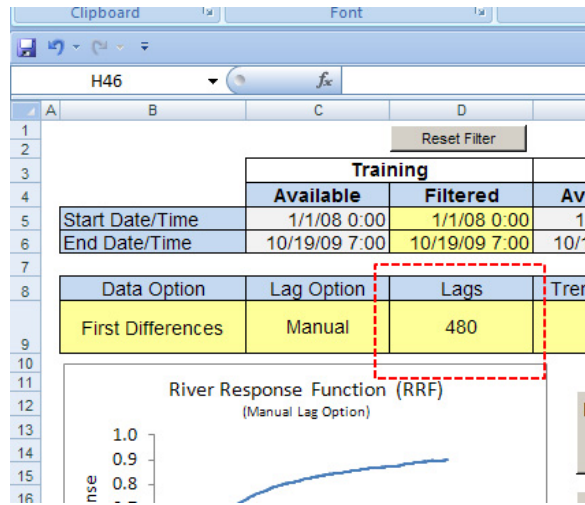 Clipboard Font
H46 fx
A B C D
1 Reset Filter
2
3 Training
4 Available Filtered Av
5 Start Date/Time 1/1/08 0:00 1/1/08 0:00 1
6 End Date/Time 10/19/09 7:00 10/19/09 7:00 10/
7
8 Data Option Lag Option Lags Tre
9 First Differences Manual 480
10
11 River Response Function (RRF)
12 (Manual Lag Option)
13 1.0
14 0.9
15 0.8
16